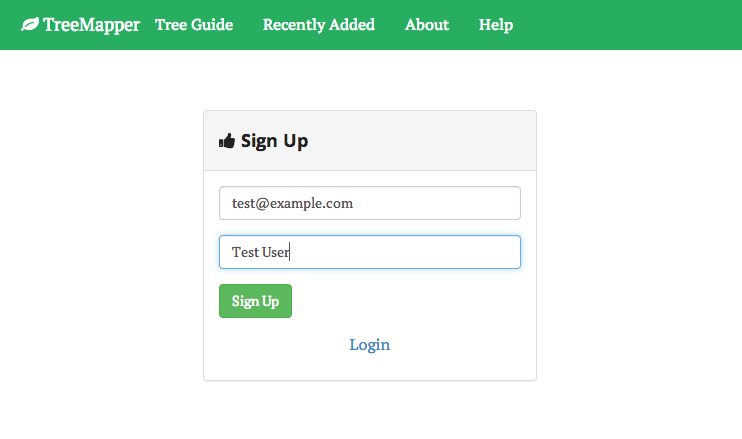 TreeMapper Tree Guide Recently Added About Help
Sign Up
test@example.com
Test User
Sign Up
Login